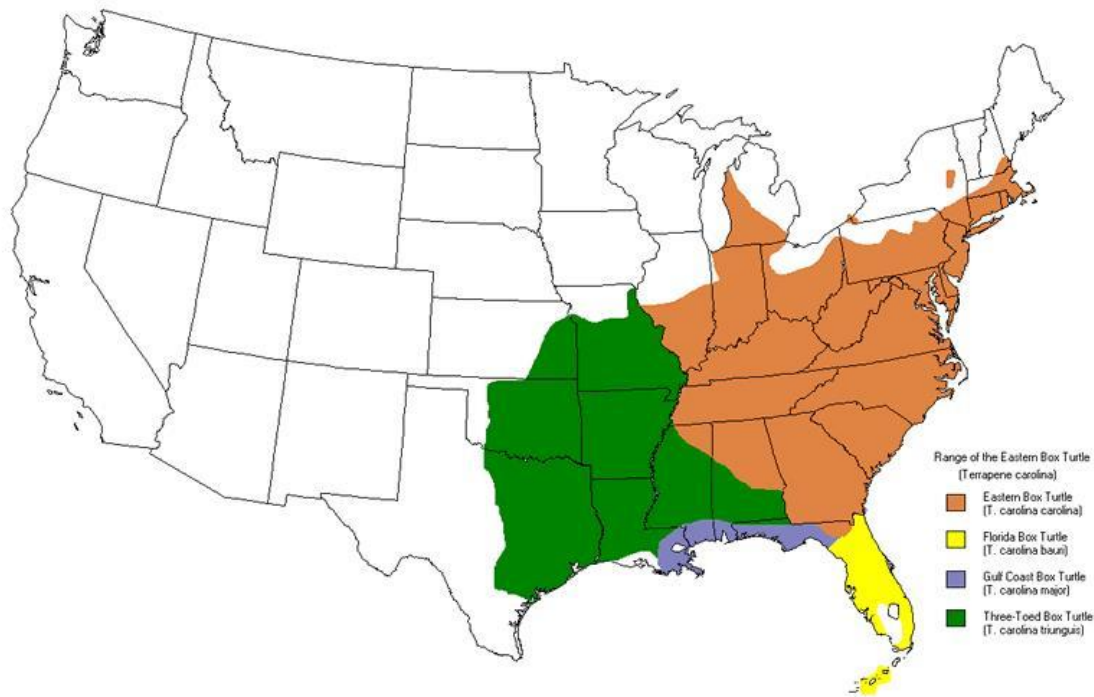 Range of the Eastern Box Turtle
(Terrapene carolina)
Eastern Box Turtle
(T. carolina carolina)
Florida Box Turtle
(T. carolina bauri)
Gulf Coast Box Turtle
(T. carolina major)
Three-Toed Box Turtle
(T. carolina triunguis)